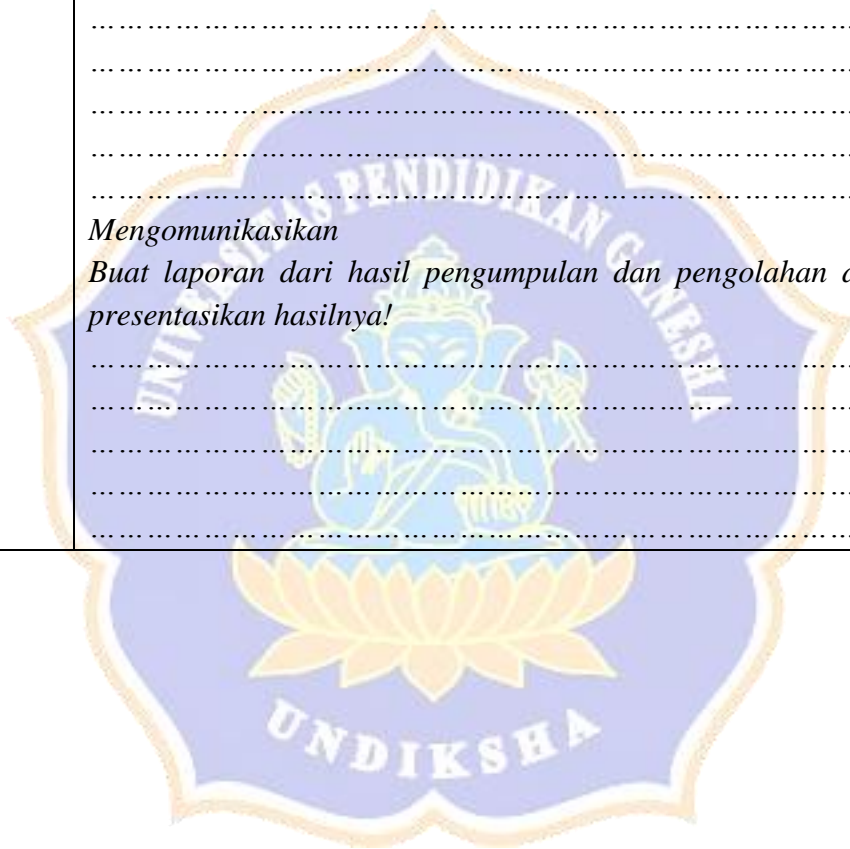 ………………………………………………………………………
………………………………………………………………………
………………………………………………………………………
………………………………………………………………………
………………………………………………………………………
UNIVERSITAS PENDIDIKAN GANESHA
Mengomunikasikan
Buat laporan dari hasil pengumpulan dan pengolahan
presentasikan hasilnya!
………………………………………………………………………
………………………………………………………………………
………………………………………………………………………
………………………………………………………………………
………………………………………………………………………
UNDIKSHA